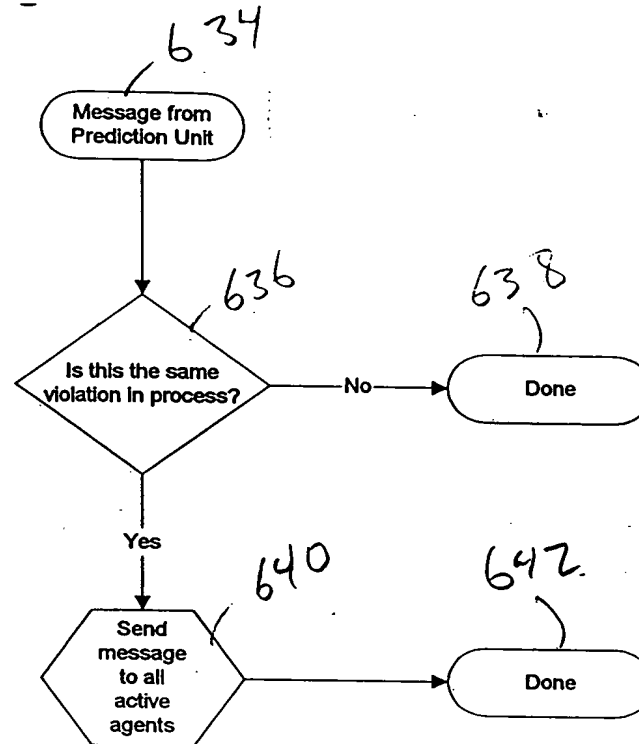 634
Message from
Prediction Unit
636
638
Is this the same
violation in process?
No
Done
Yes
640
642.
Send
message
to all
active
agents
Done